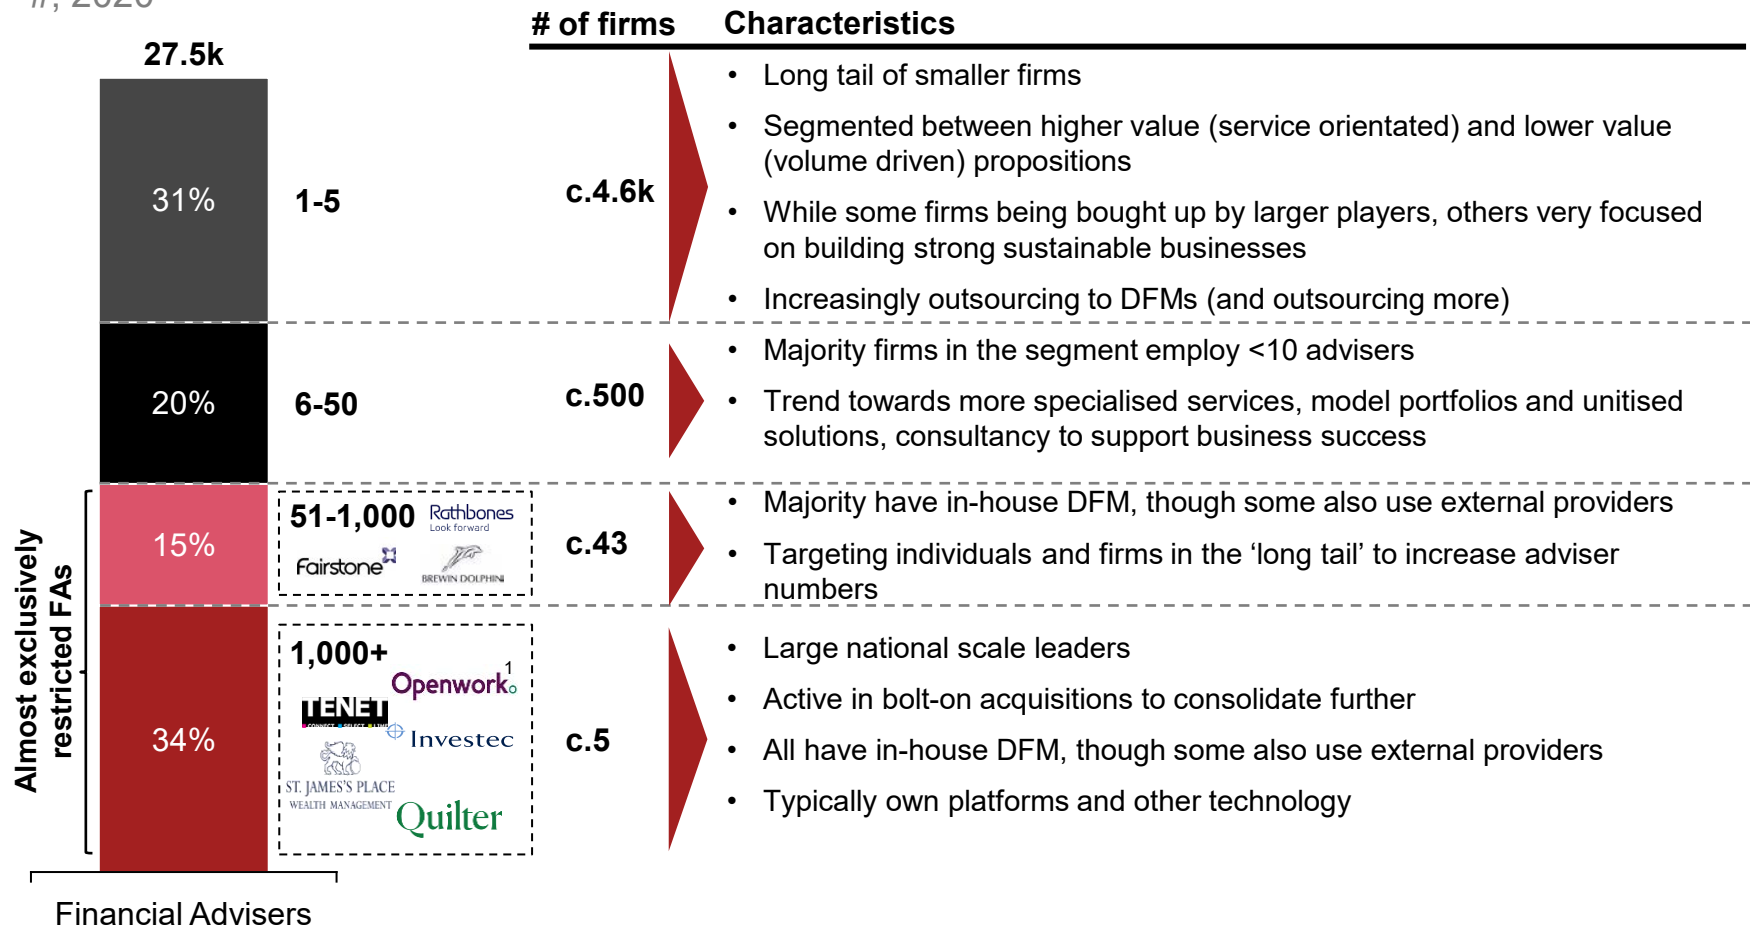 #, 2020
# of firms Characteristics
27.5k
31%
1-5
c.4.6k
• Long tail of smaller firms
• Segmented between higher value (service orientated) and lower value
(volume driven) propositions
• While some firms being bought up by larger players, others very focused
on building strong sustainable businesses
• Increasingly outsourcing to DFMs (and outsourcing more)
20%
6-50
c.500
• Majority firms in the segment employ <10 advisers
• Trend towards more specialised services, model portfolios and unitised
solutions, consultancy to support business success
Almost exclusively
restricted FAs
15%
51-1,000
Rathbones
Look forward
Fairstone
BREWIN DOLPHIN
c.43
• Majority have in-house DFM, though some also use external providers
• Targeting individuals and firms in the ‘long tail’ to increase adviser
numbers
34%
1,000+
Openwork 1
TENET
CONNECT SELECT
Investec
ST. JAMES'S PLACE
WEALTH MANAGEMENT
Quilter
c.5
• Large national scale leaders
• Active in bolt-on acquisitions to consolidate further
• All have in-house DFM, though some also use external providers
• Typically own platforms and other technology
Financial Advisers